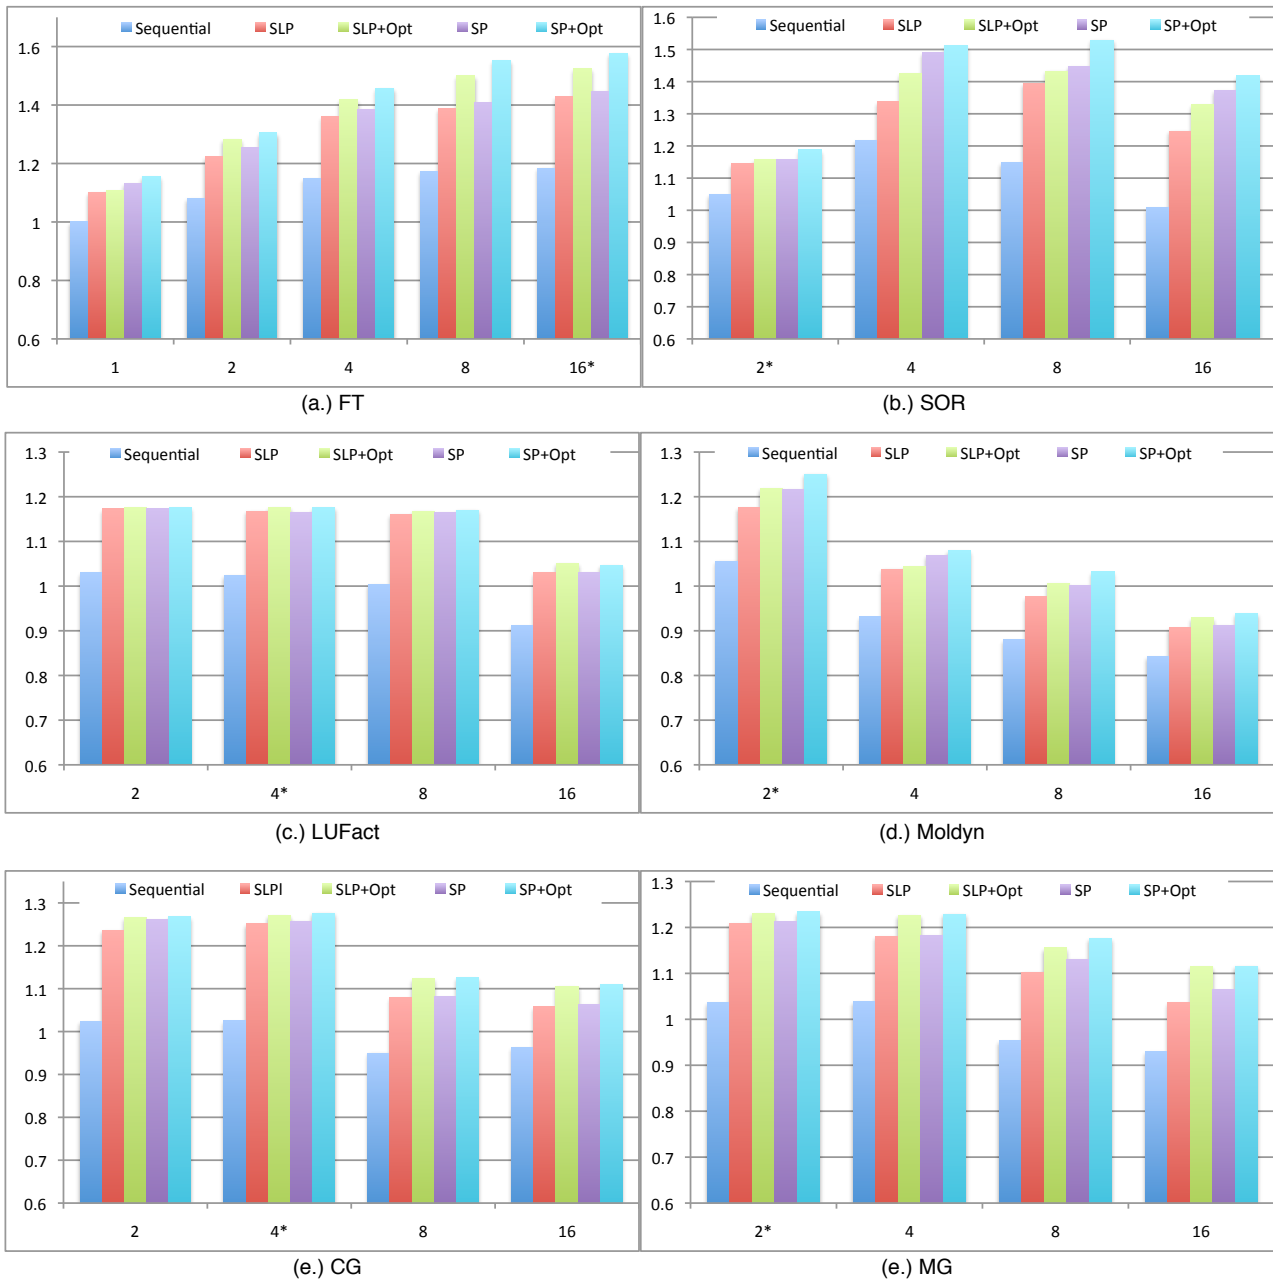 Sequential SLP SLP+Opt SP SP+Opt
1.6
1.4
1.2
1
0.8
0.6
1 2 4 8 16*
(a.) FT
Sequential SLP SLP+Opt SP SP+Opt
1.6
1.5
1.4
1.3
1.2
1.1
1
0.9
0.8
0.7
0.6
2* 4 8 16
(b.) SOR
Sequential SLP SLP+Opt SP SP+Opt
1.3
1.2
1.1
1
0.9
0.8
0.7
0.6
2 4* 8 16
(c.) LUFact
Sequential SLP SLP+Opt SP SP+Opt
1.3
1.2
1.1
1
0.9
0.8
0.7
0.6
2* 4 8 16
(d.) Moldyn
Sequential SLPl SLP+Opt SP SP+Opt
1.3
1.2
1.1
1
0.9
0.8
0.7
0.6
2 4* 8 16
(e.) CG
Sequential SLP SLP+Opt SP SP+Opt
1.3
1.2
1.1
1
0.9
0.8
0.7
0.6
2* 4 8 16
(e.) MG